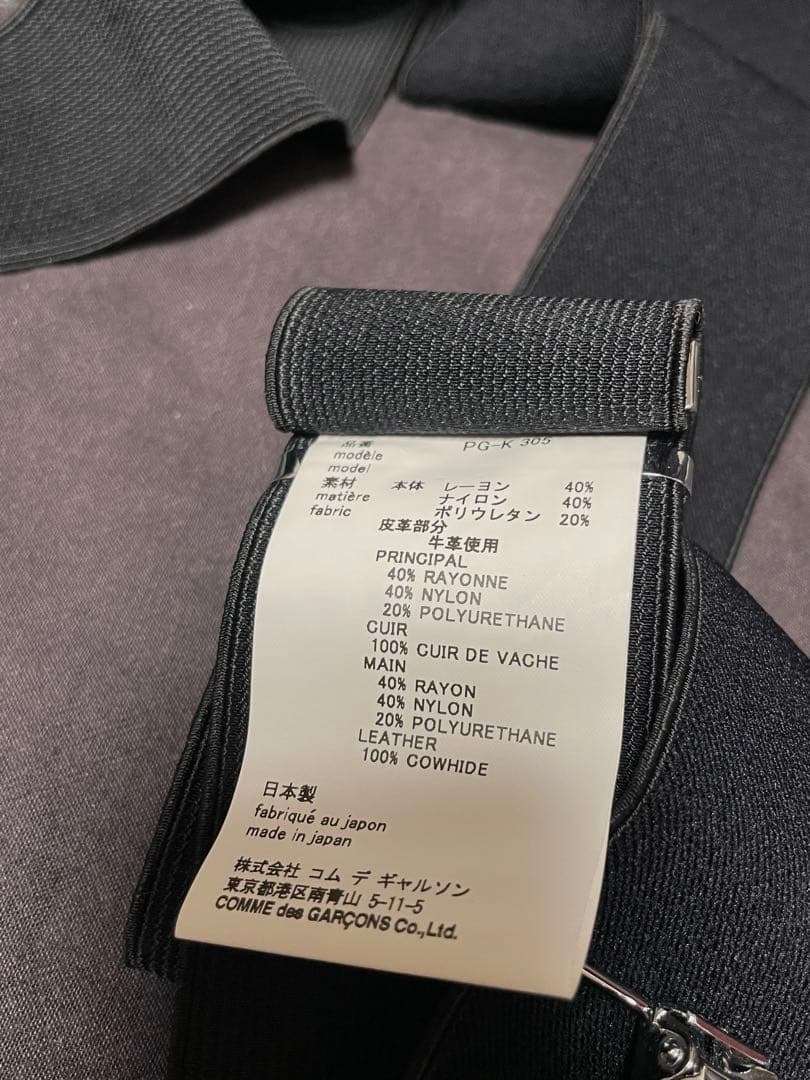 品番 PG-K 305
modèle
model
素材 本体 レーヨン 40%
matière ナイロン 40%
fabric ポリウレタン 20%
皮革部分
牛革使用
PRINCIPAL
40% RAYONNE
40% NYLON
20% POLYURETHANE
CUIR
100% CUIR DE VACHE
MAIN
40% RAYON
40% NYLON
20% POLYURETHANE
LEATHER
100% COWHIDE
日本製
fabriqué au japon
made in japan
株式会社 コム デ ギャルソン
東京都港区南青山 5-11-5
COMME des GARÇONS Co.,Ltd.